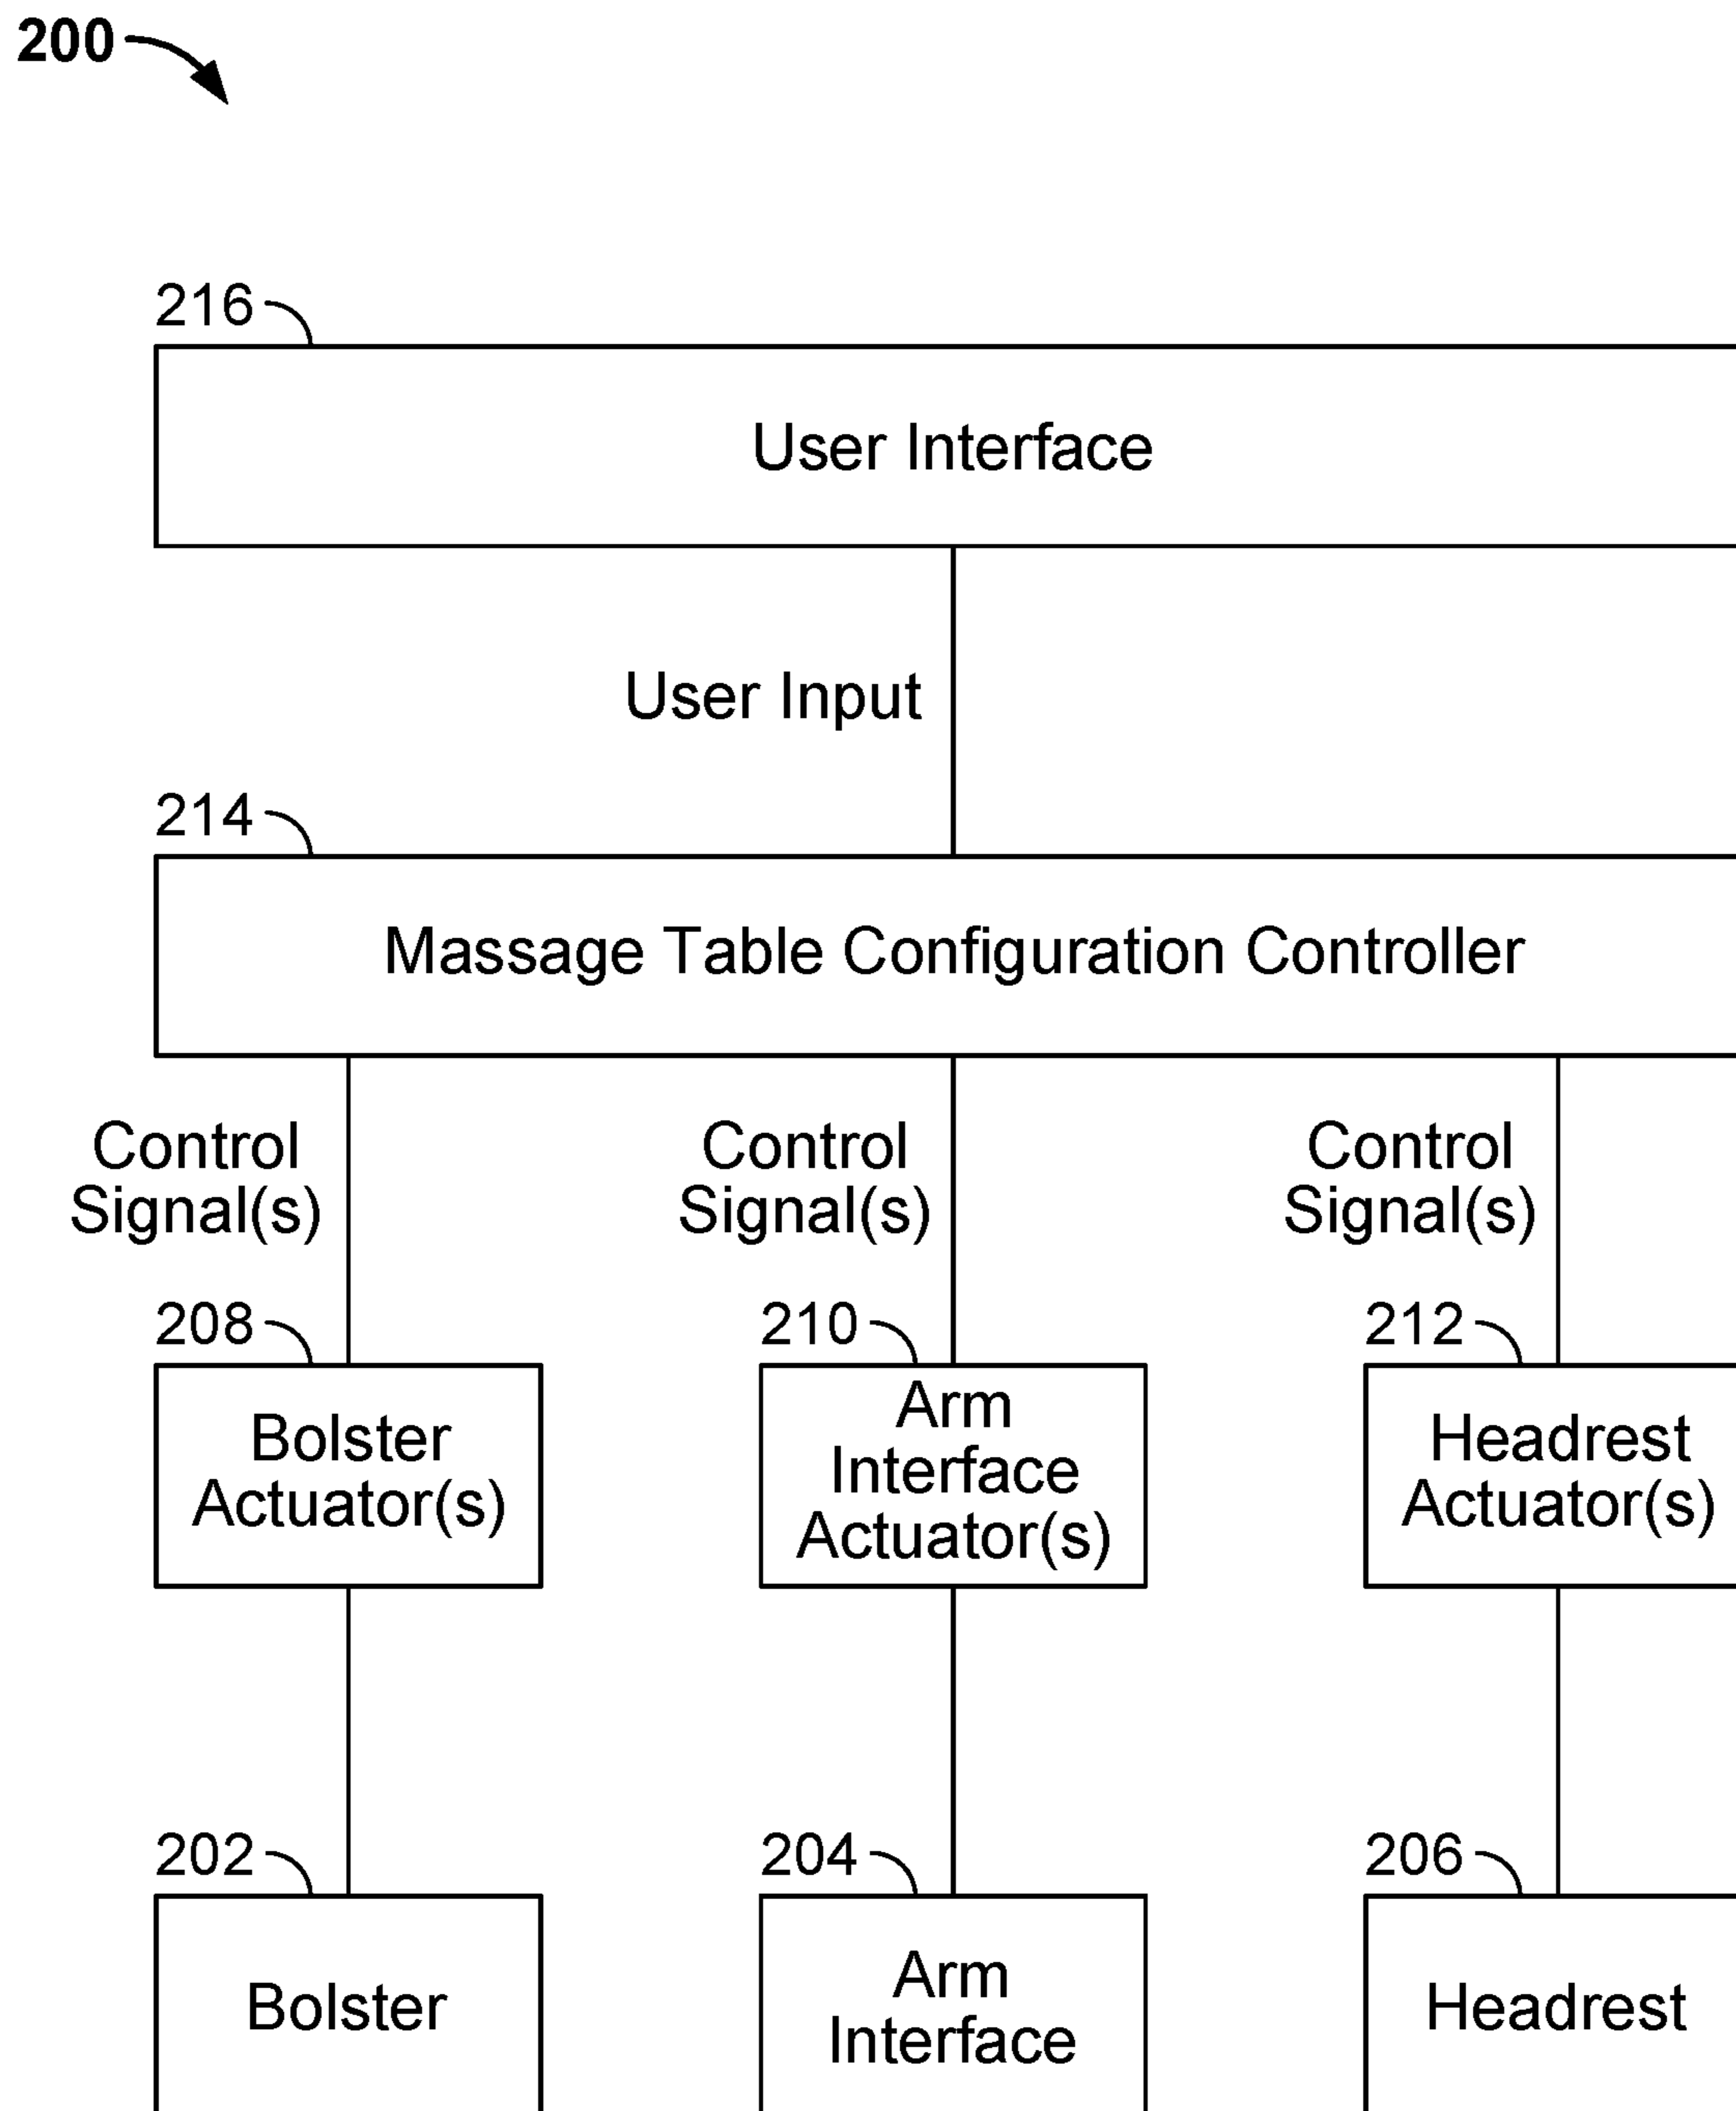 200
216
User Interface
User Input
214
Massage Table Configuration Controller
Control
Signal(s)
Control
Signal(s)
Control
Signal(s)
208
Bolster
Actuator(s)
210
Arm
Interface
Actuator(s)
212
Headrest
Actuator(s)
202
Bolster
204
Arm
Interface
206
Headrest